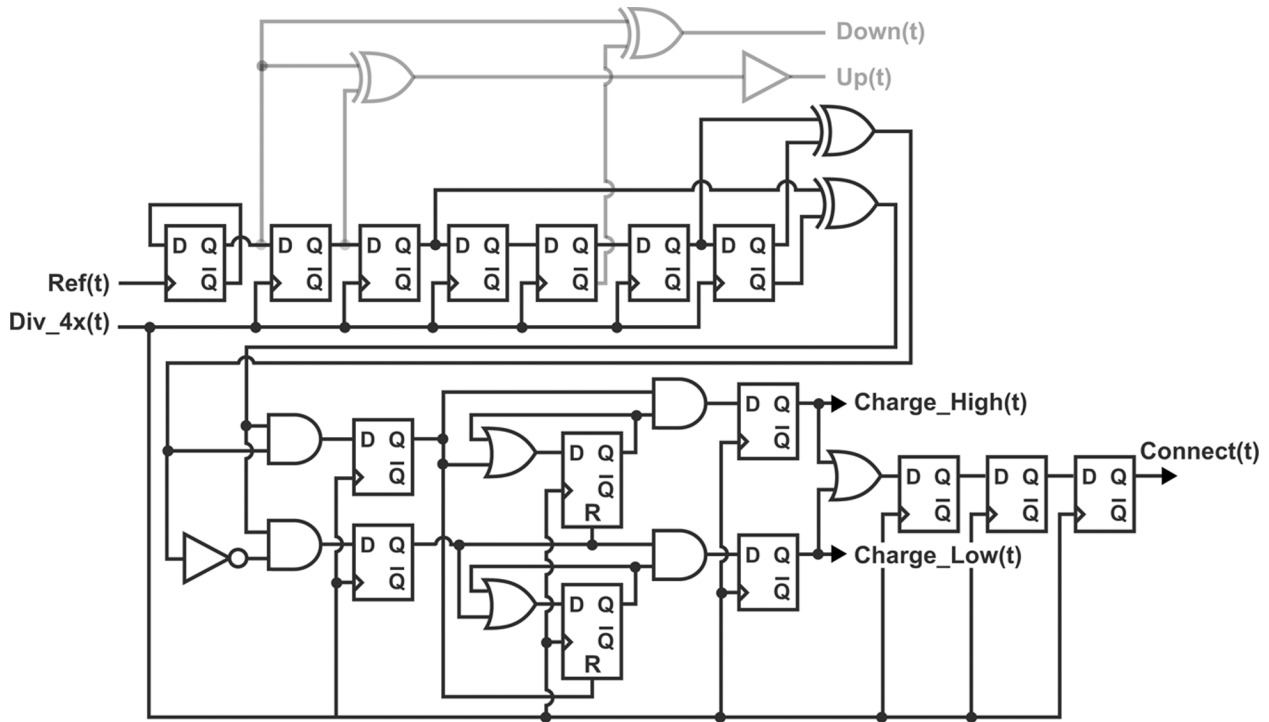 Down(t)
Up(t)
D Q
Q̅
D Q
Q̅
D Q
Q̅
D Q
Q̅
D Q
Q̅
D Q
Q̅
D Q
Q̅
Ref(t)
Div_4x(t)
D Q
Q̅
Charge_High(t)
D Q
Q̅
D Q
Q̅
R
D Q
Q̅
D Q
Q̅
D Q
Q̅
Connect(t)
D Q
Q̅
D Q
Q̅
Charge_Low(t)
D Q
Q̅
R